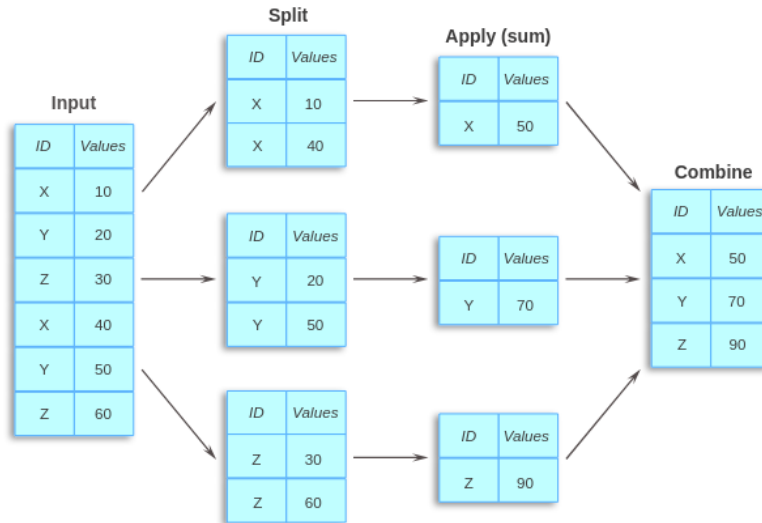 Input
ID Values
X 10
Y 20
Z 30
X 40
Y 50
Z 60
Split
ID Values
X 10
X 40
ID Values
Y 20
Y 50
ID Values
Z 30
Z 60
Apply (sum)
ID Values
X 50
ID Values
Y 70
ID Values
Z 90
Combine
ID Values
X 50
Y 70
Z 90